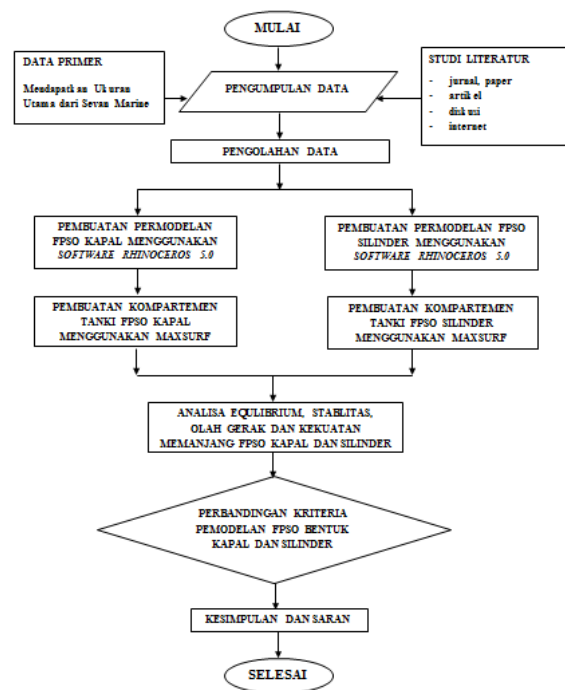 MULAI
DATA PRIMER
Mendapatkan Ukuran
Utama dari Sevan Marine
PENGUMPULAN DATA
STUDI LITERATUR
- jurnal, paper
- artikel
- diskusi
- internet
PENGOLAHAN DATA
PEMBUATAN PERMODELAN
FPSO KAPAL MENGGUNAKAN
SOFTWARE RHINOCEROS 5.0
PEMBUATAN PERMODELAN FPSO
SILINDER MENGGUNAKAN
SOFTWARE RHINOCEROS 5.0
PEMBUATAN KOMPARTEMEN
TANKI FPSO KAPAL
MENGGUNAKAN MAXSURF
PEMBUATAN KOMPARTEMEN
TANKI FPSO SILINDER
MENGGUNAKAN MAXSURF
ANALISA EQULIBRIUM, STABLITAS,
OLAH GERAK DAN KEKUATAN
MEMANJANG FPSO KAPAL DAN SILINDER
PERBANDINGAN KRITERIA
PEMODELAN FPSO BENTUK
KAPAL DAN SILINDER
KESIMPULAN DAN SARAN
SELESAI